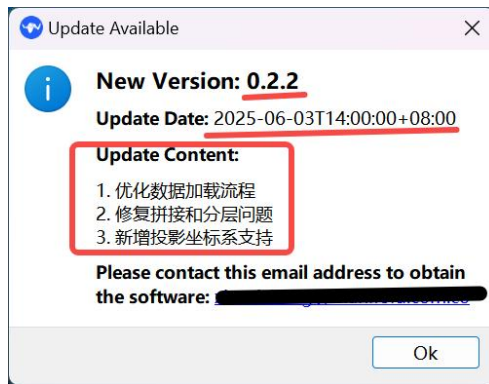 Update Available
New Version: 0.2.2
Update Date: 2025-06-03T14:00:00+08:00
Update Content:
1. 优化数据加载流程
2. 修复拼接和分层问题
3. 新增投影坐标系支持
Please contact this email address to obtain
the software:
Ok